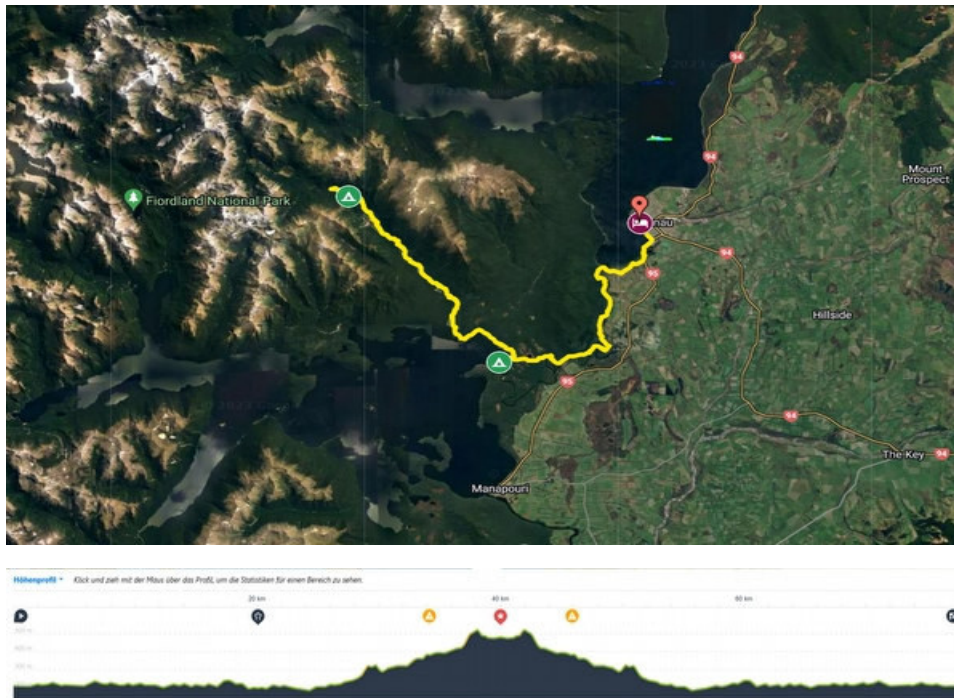 94
94
Mount
Prospect
Fiordland National Park
nau
94
95
Hillside
95
94
The Key
94
Manapouri
Höhenprofil
Klick und zieh mit der Maus über das Profil, um die Statistiken für einen Bereich zu sehen.
20 km
40 km
60 km